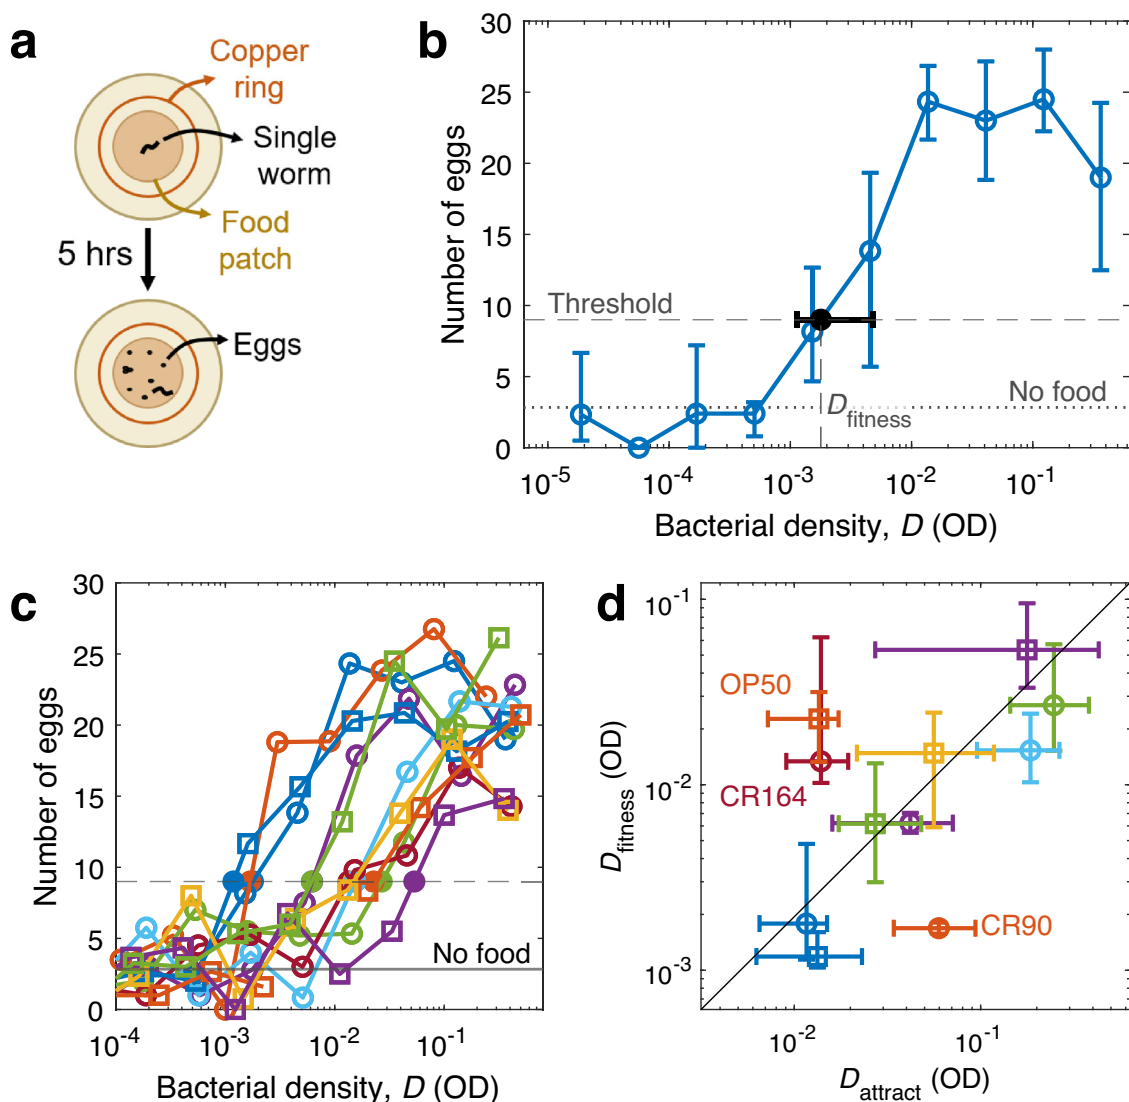 a
Copper
ring
Single
worm
Food
patch
5 hrs
Eggs
b
Number of eggs
30
25
20
15
10
5
0
Threshold
No food
D_fitness
10^-5
10^-4
10^-3
10^-2
10^-1
Bacterial density, D (OD)
c
Number of eggs
30
25
20
15
10
5
0
No food
10^-4
10^-3
10^-2
10^-1
Bacterial density, D (OD)
d
D_fitness (OD)
10^-1
10^-2
10^-3
OP50
CR164
CR90
10^-2
10^-1
D_attract (OD)